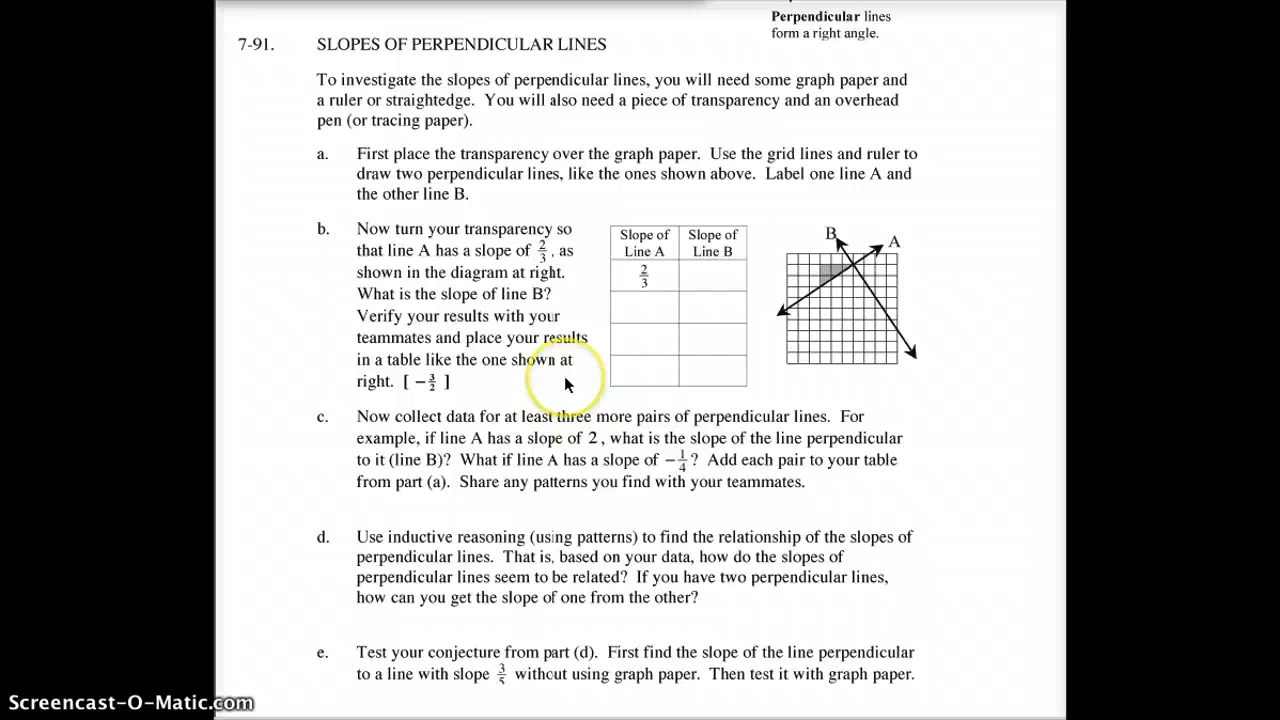 Perpendicular lines
form a right angle.
7-91. SLOPES OF PERPENDICULAR LINES
To investigate the slopes of perpendicular lines, you will need some graph paper and
a ruler or straightedge. You will also need a piece of transparency and an overhead
pen (or tracing paper).
a. First place the transparency over the graph paper. Use the grid lines and ruler to
draw two perpendicular lines, like the ones shown above. Label one line A and
the other line B.
b. Now turn your transparency so
that line A has a slope of 2/3, as
shown in the diagram at right.
What is the slope of line B?
Verify your results with your
teammates and place your results
in a table like the one shown at
right. [ -3/2 ]
Slope of Line A
Slope of Line B
2/3
B
A
c. Now collect data for at least three more pairs of perpendicular lines. For
example, if line A has a slope of 2, what is the slope of the line perpendicular
to it (line B)? What if line A has a slope of -1/4? Add each pair to your table
from part (a). Share any patterns you find with your teammates.
d. Use inductive reasoning (using patterns) to find the relationship of the slopes of
perpendicular lines. That is, based on your data, how do the slopes of
perpendicular lines seem to be related? If you have two perpendicular lines,
how can you get the slope of one from the other?
e. Test your conjecture from part (d). First find the slope of the line perpendicular
to a line with slope 3/5 without using graph paper. Then test it with graph paper.
Screencast-O-Matic.com